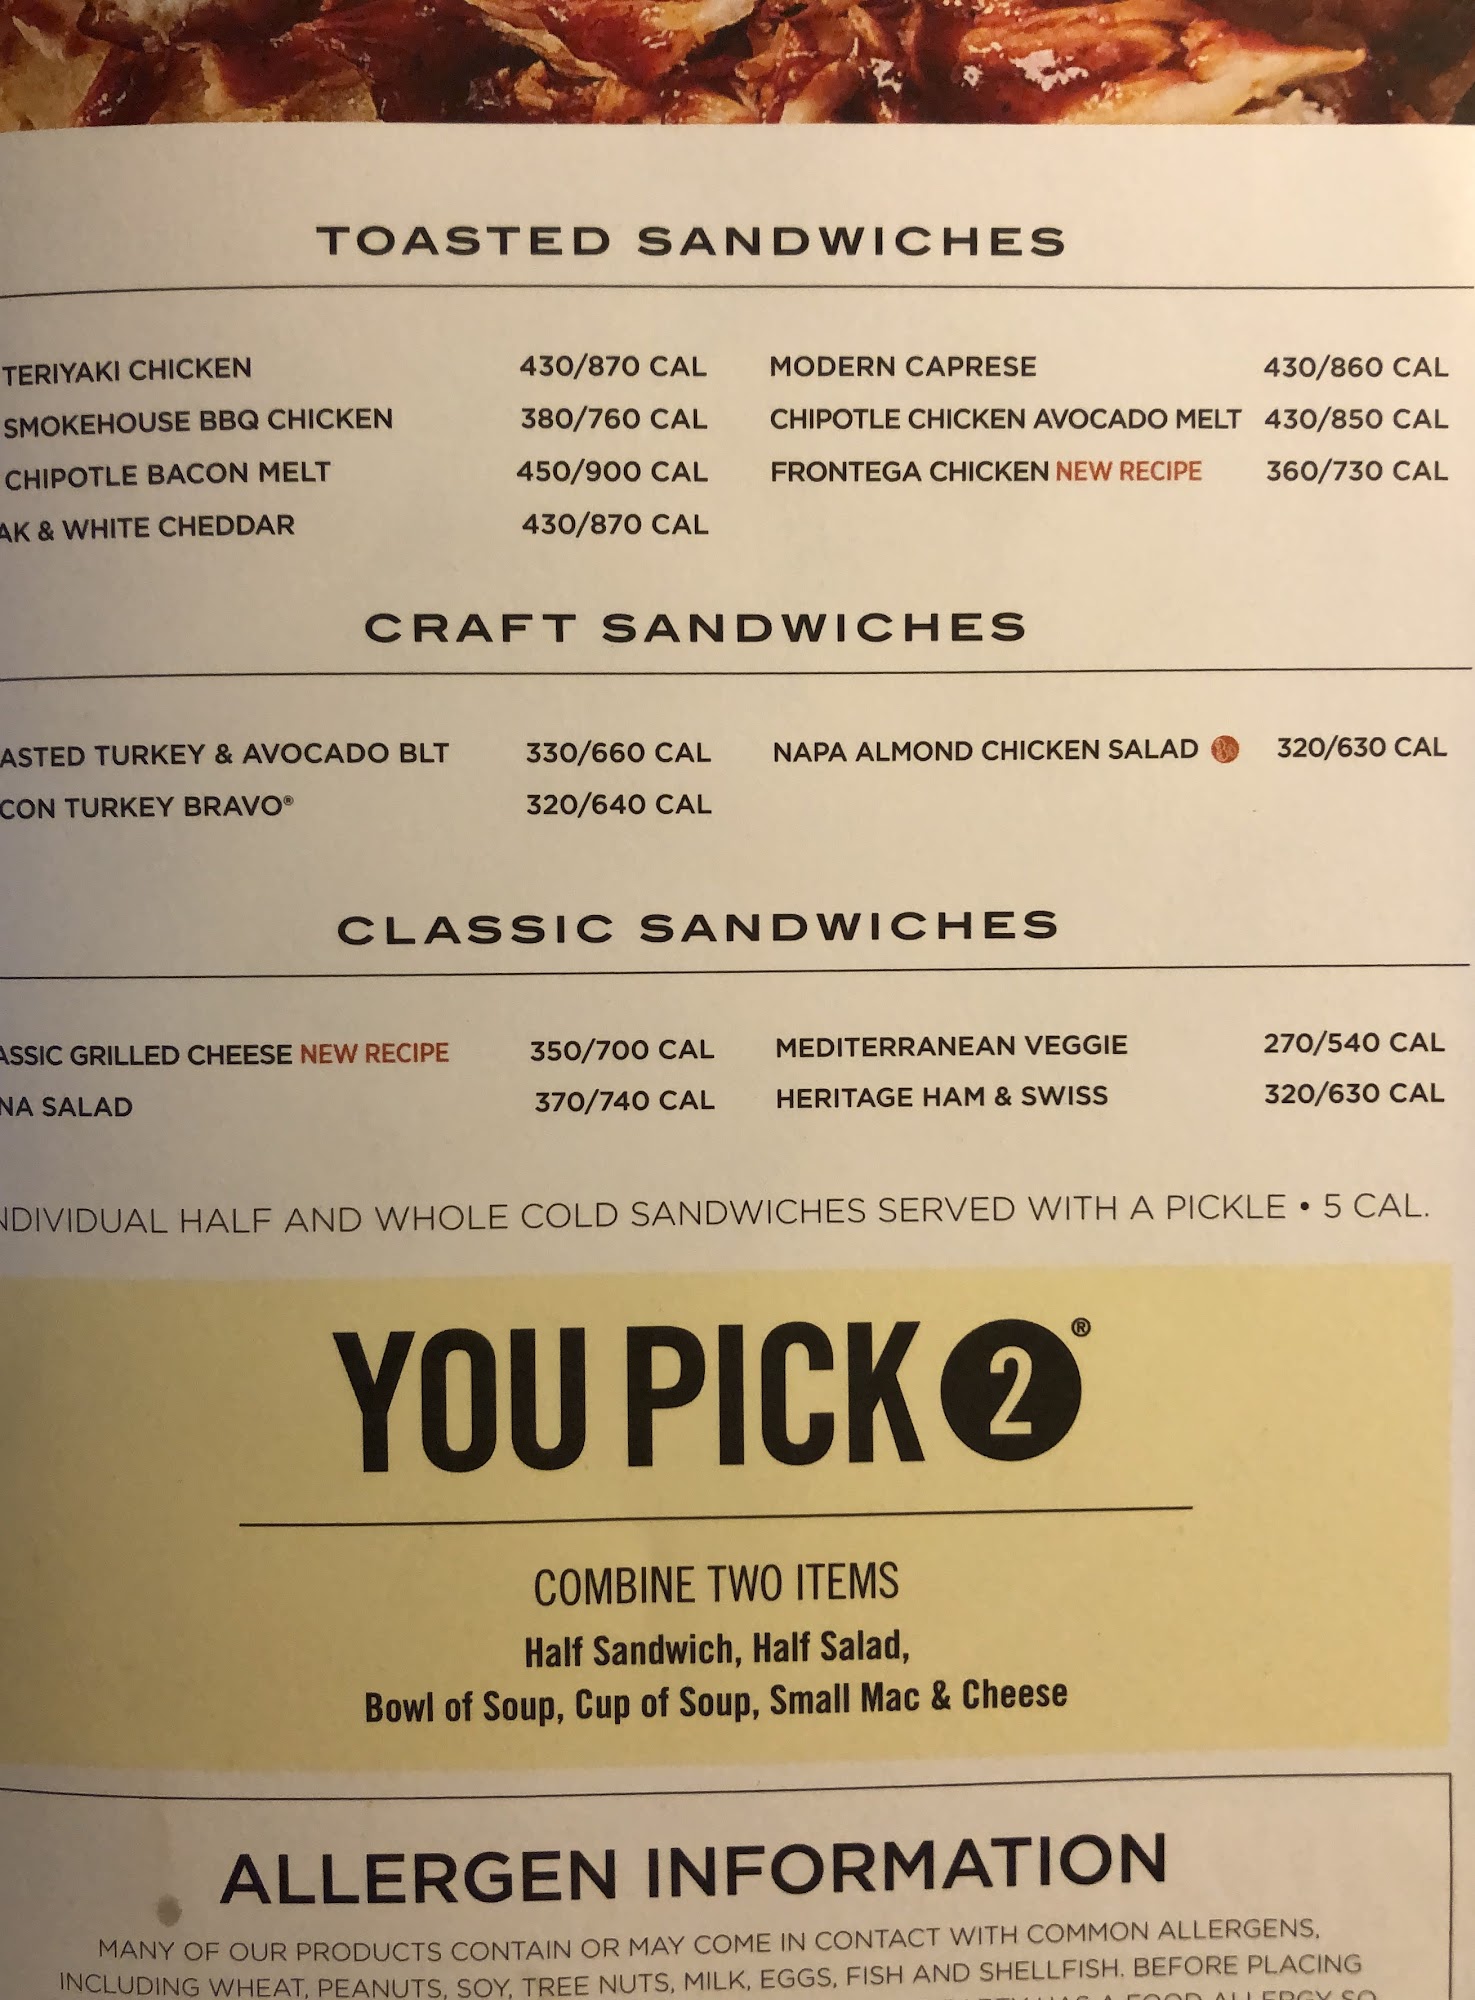 TOASTED SANDWICHES
TERIYAKI CHICKEN 430/870 CAL
SMOKEHOUSE BBQ CHICKEN 380/760 CAL
CHIPOTLE BACON MELT 450/900 CAL
AK & WHITE CHEDDAR 430/870 CAL
MODERN CAPRESE 430/860 CAL
CHIPOTLE CHICKEN AVOCADO MELT 430/850 CAL
FRONTEGA CHICKEN NEW RECIPE 360/730 CAL
CRAFT SANDWICHES
ASTED TURKEY & AVOCADO BLT 330/660 CAL
CON TURKEY BRAVO® 320/640 CAL
NAPA ALMOND CHICKEN SALAD 320/630 CAL
CLASSIC SANDWICHES
ASSIC GRILLED CHEESE NEW RECIPE 350/700 CAL
NA SALAD 370/740 CAL
MEDITERRANEAN VEGGIE 270/540 CAL
HERITAGE HAM & SWISS 320/630 CAL
NDIVIDUAL HALF AND WHOLE COLD SANDWICHES SERVED WITH A PICKLE • 5 CAL.
YOU PICK 2®
COMBINE TWO ITEMS
Half Sandwich, Half Salad,
Bowl of Soup, Cup of Soup, Small Mac & Cheese
ALLERGEN INFORMATION
MANY OF OUR PRODUCTS CONTAIN OR MAY COME IN CONTACT WITH COMMON ALLERGENS,
INCLUDING WHEAT, PEANUTS, SOY, TREE NUTS, MILK, EGGS, FISH AND SHELLFISH. BEFORE PLACING
HAS A FOOD ALLERGY SO